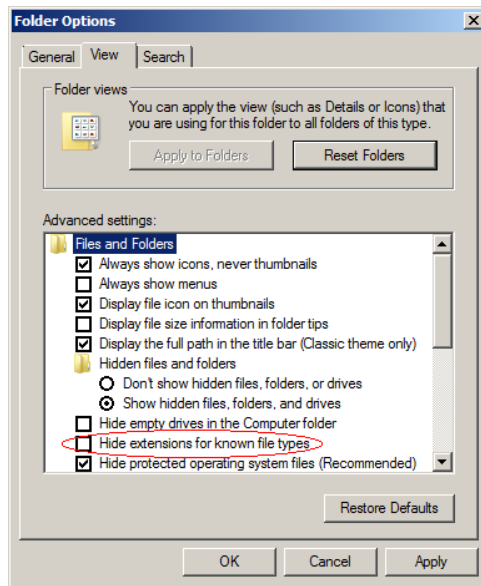 Folder Options
General View Search
Folder views
You can apply the view (such as Details or Icons) that
you are using for this folder to all folders of this type.
Apply to Folders Reset Folders
Advanced settings:
Files and Folders
Always show icons, never thumbnails
Always show menus
Display file icon on thumbnails
Display file size information in folder tips
Display the full path in the title bar (Classic theme only)
Hidden files and folders
Don't show hidden files, folders, or drives
Show hidden files, folders, and drives
Hide empty drives in the Computer folder
Hide extensions for known file types
Hide protected operating system files (Recommended)
Restore Defaults
OK Cancel Apply